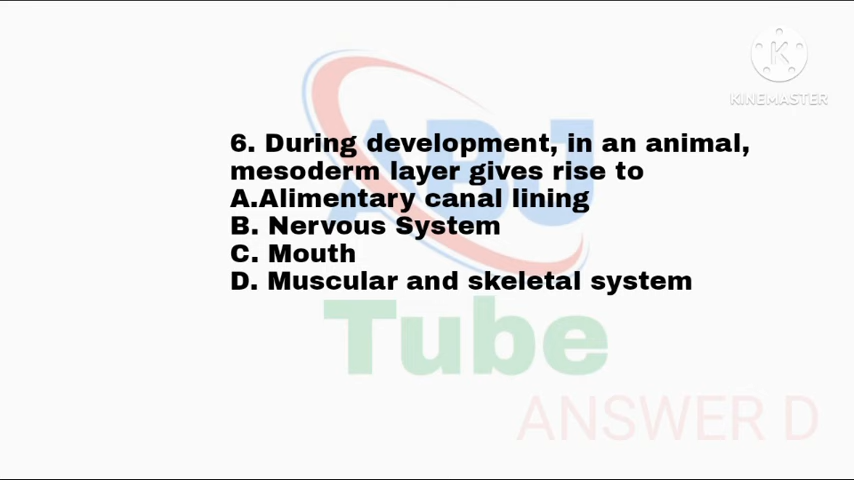 KINEMASTER
6. During development, in an animal,
mesoderm layer gives rise to
A.Alimentary canal lining
B. Nervous System
C. Mouth
D. Muscular and skeletal system
ABJ
Tube
ANSWER D